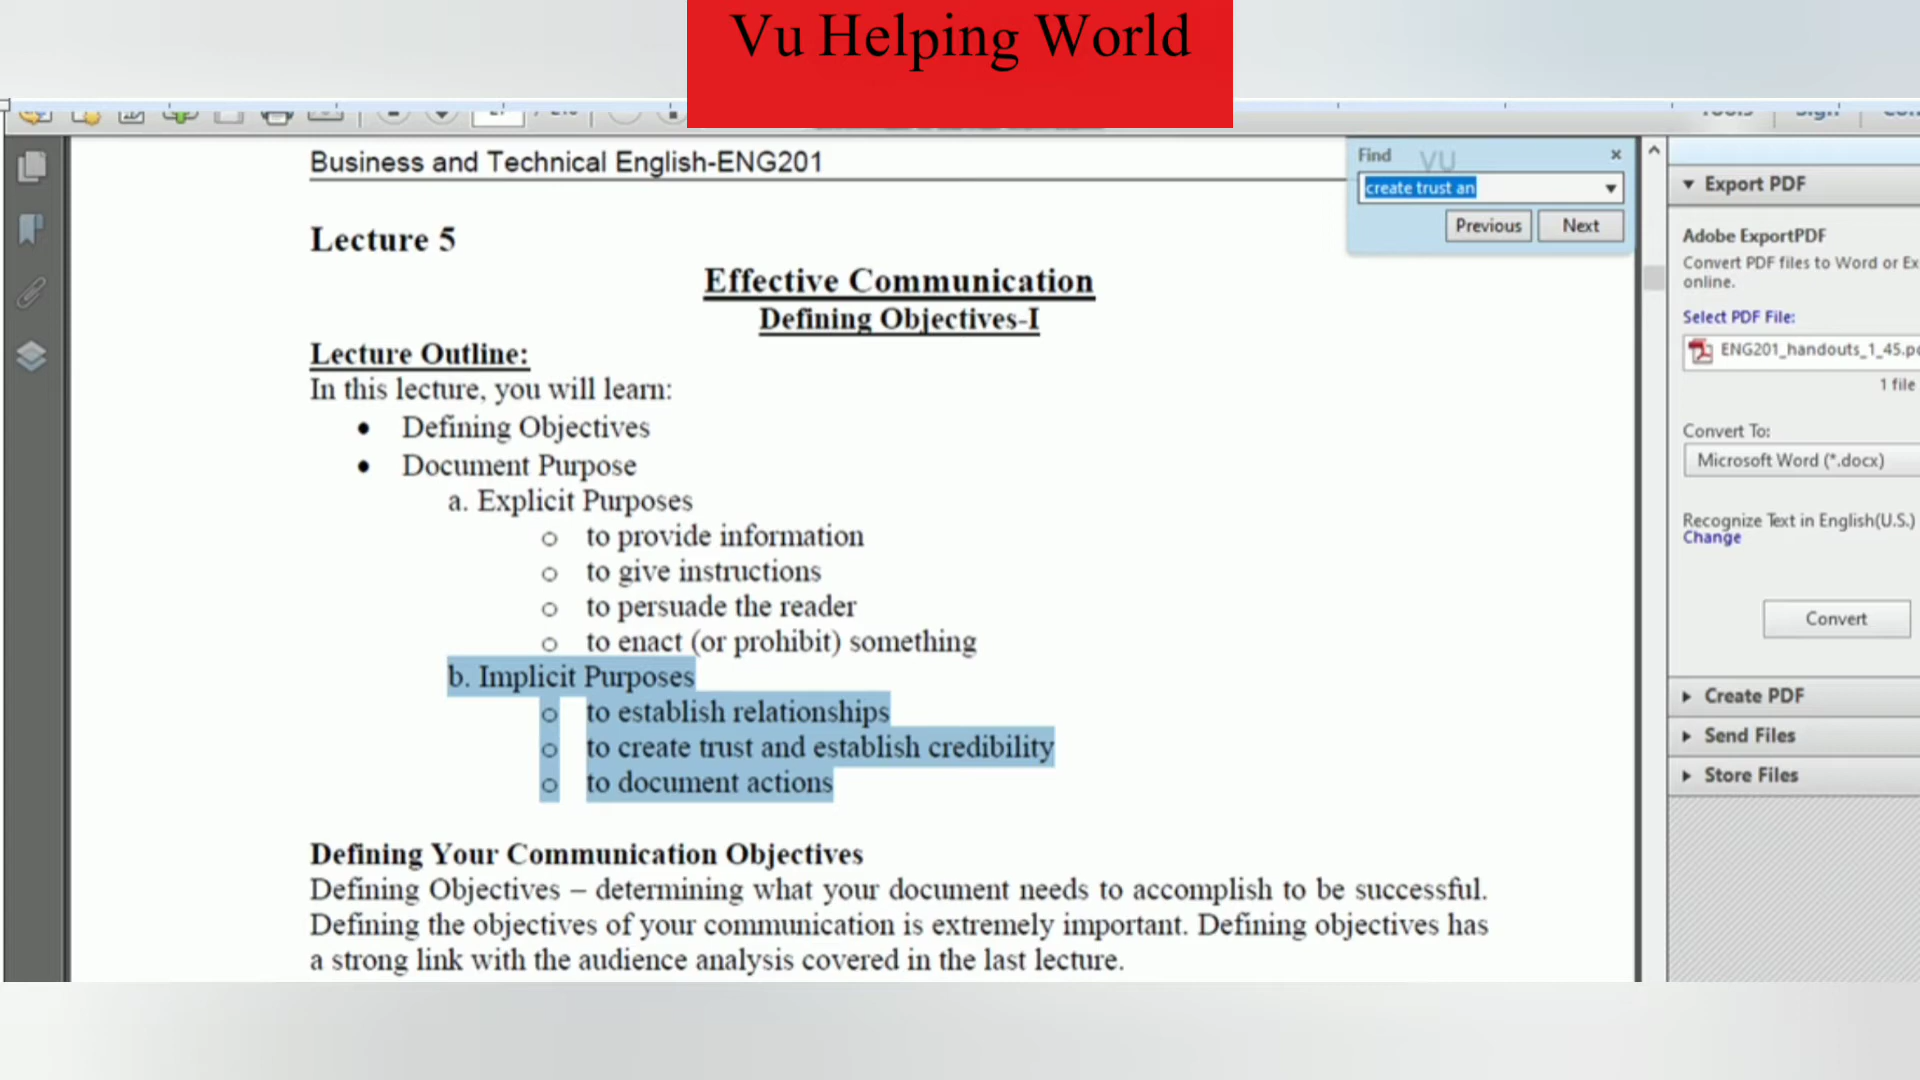 Vu Helping World
Business and Technical English-ENG201
Lecture 5
Effective Communication
Defining Objectives-I
Lecture Outline:
In this lecture, you will learn:
• Defining Objectives
• Document Purpose
a. Explicit Purposes
o to provide information
o to give instructions
o to persuade the reader
o to enact (or prohibit) something
b. Implicit Purposes
o to establish relationships
o to create trust and establish credibility
o to document actions
Defining Your Communication Objectives
Defining Objectives – determining what your document needs to accomplish to be successful.
Defining the objectives of your communication is extremely important. Defining objectives has
a strong link with the audience analysis covered in the last lecture.
Find
VU
create trust an
Previous Next
Export PDF
Adobe ExportPDF
Convert PDF files to Word or Ex
online.
Select PDF File:
ENG201_handouts_1_45.p
1 file
Convert To:
Microsoft Word (*.docx)
Recognize Text in English(U.S.)
Change
Convert
Create PDF
Send Files
Store Files